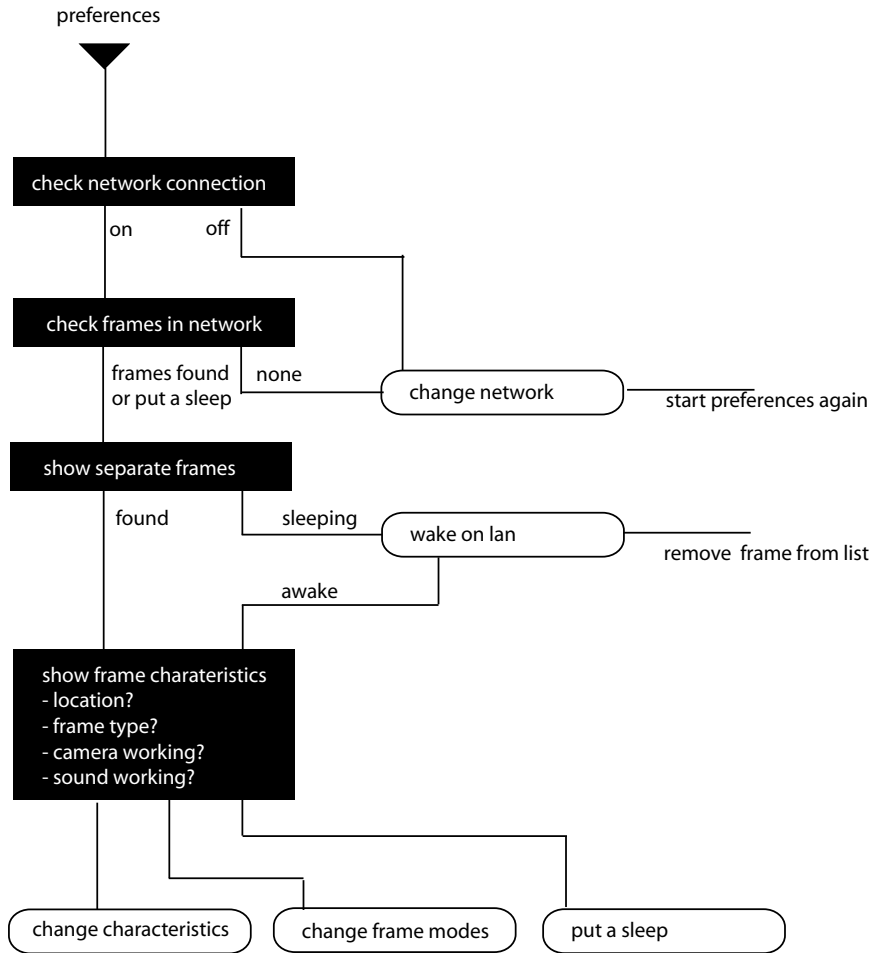 preferences
check network connection
on
off
check frames in network
frames found
or put a sleep
none
change network
start preferences again
show separate frames
found
sleeping
wake on lan
remove  frame from list
awake
show frame charateristics
- location?
- frame type?
- camera working?
- sound working?
change characteristics
change frame modes
put a sleep